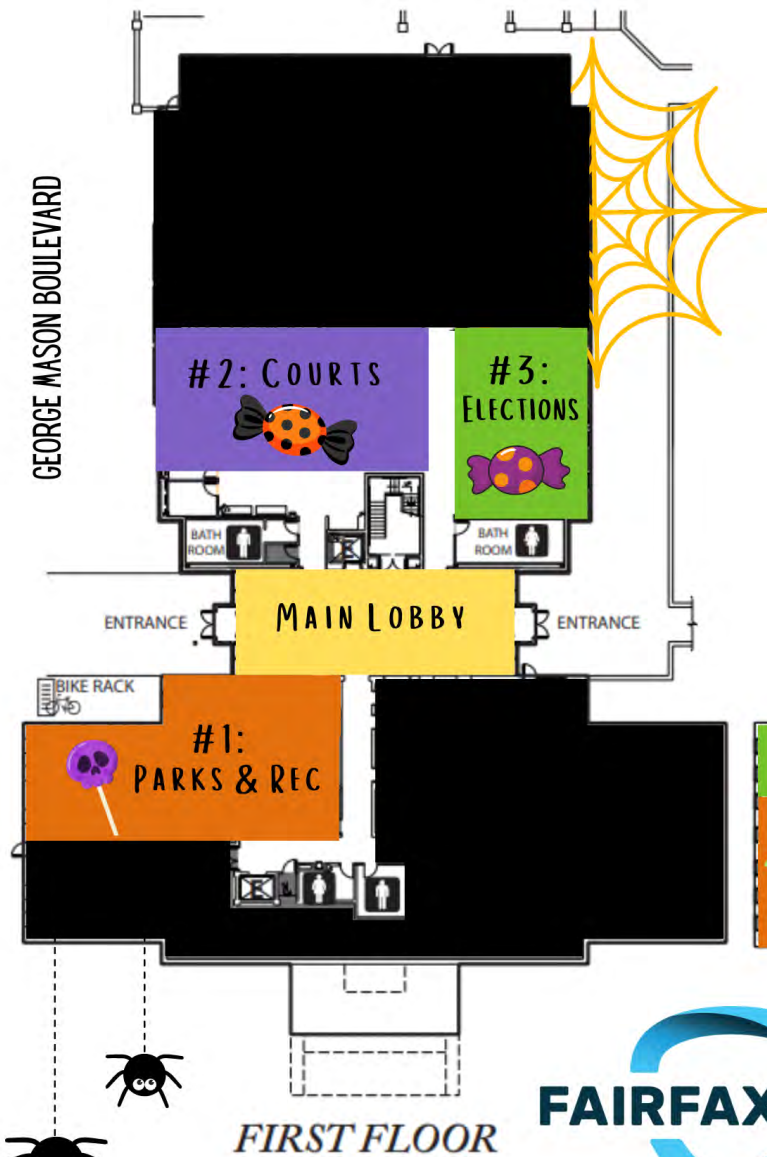 GEORGE MASON BOULEVARD
#2: COURTS
#3:
ELECTIONS
BATH
ROOM
E
BATH
ROOM
ENTRANCE
MAIN LOBBY
ENTRANCE
BIKE RACK
#1:
PARKS & REC
E
FAIRFAX
FIRST FLOOR